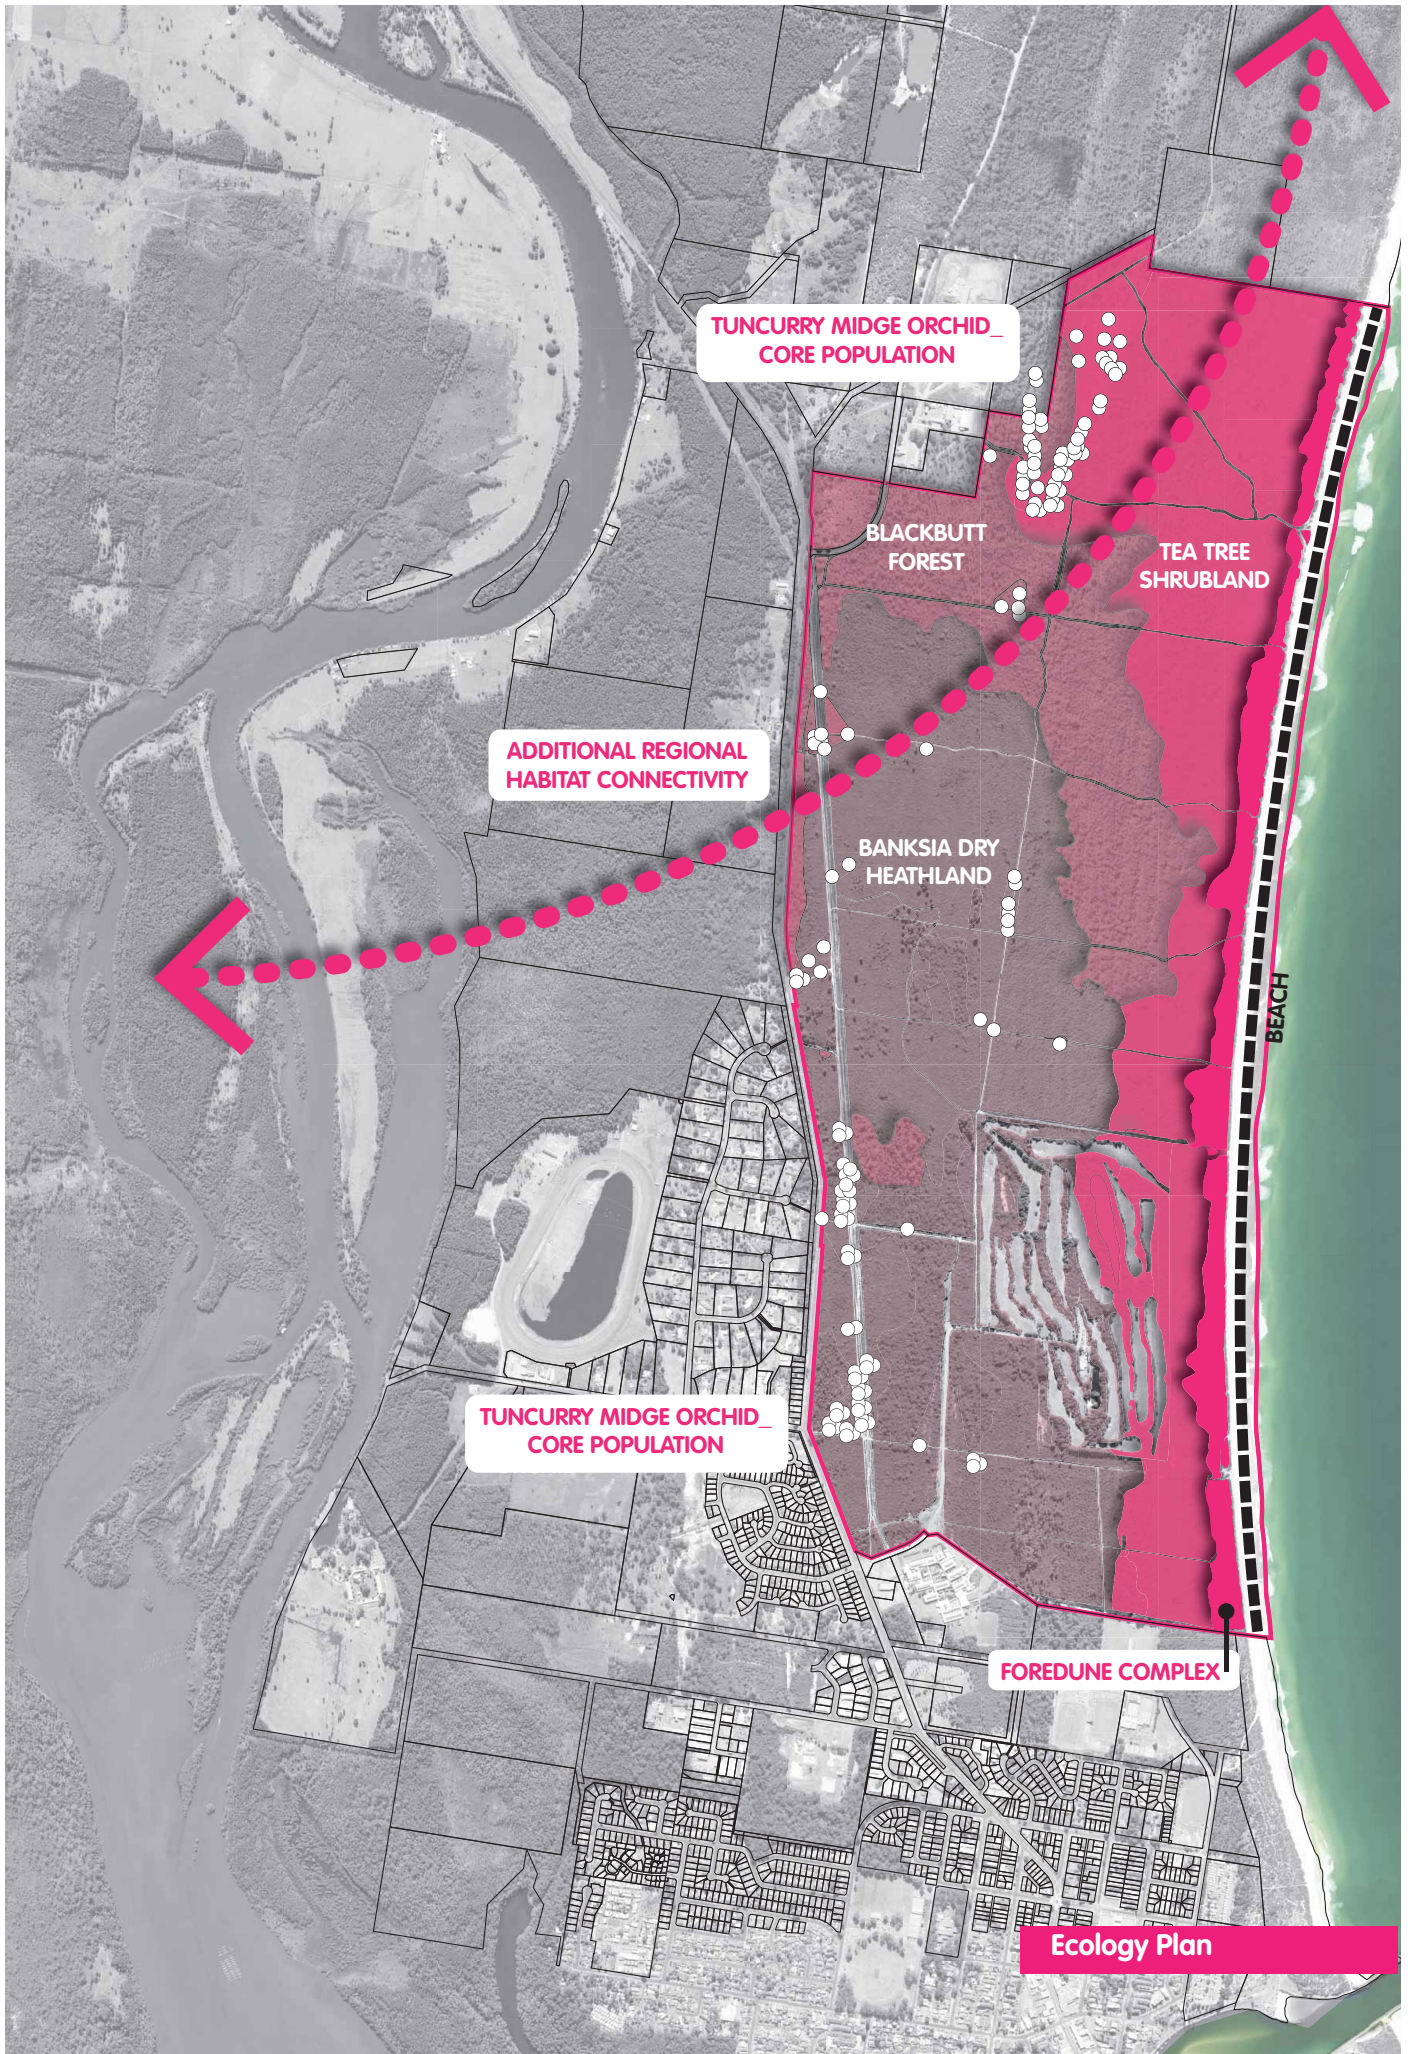 TUNCURRY MIDGE ORCHID_
CORE POPULATION
BLACKBUTT
FOREST
TEA TREE
SHRUBLAND
ADDITIONAL REGIONAL
HABITAT CONNECTIVITY
BANKSIA DRY
HEATHLAND
BEACH
TUNCURRY MIDGE ORCHID_
CORE POPULATION
FOREDUNE COMPLEX
Ecology Plan